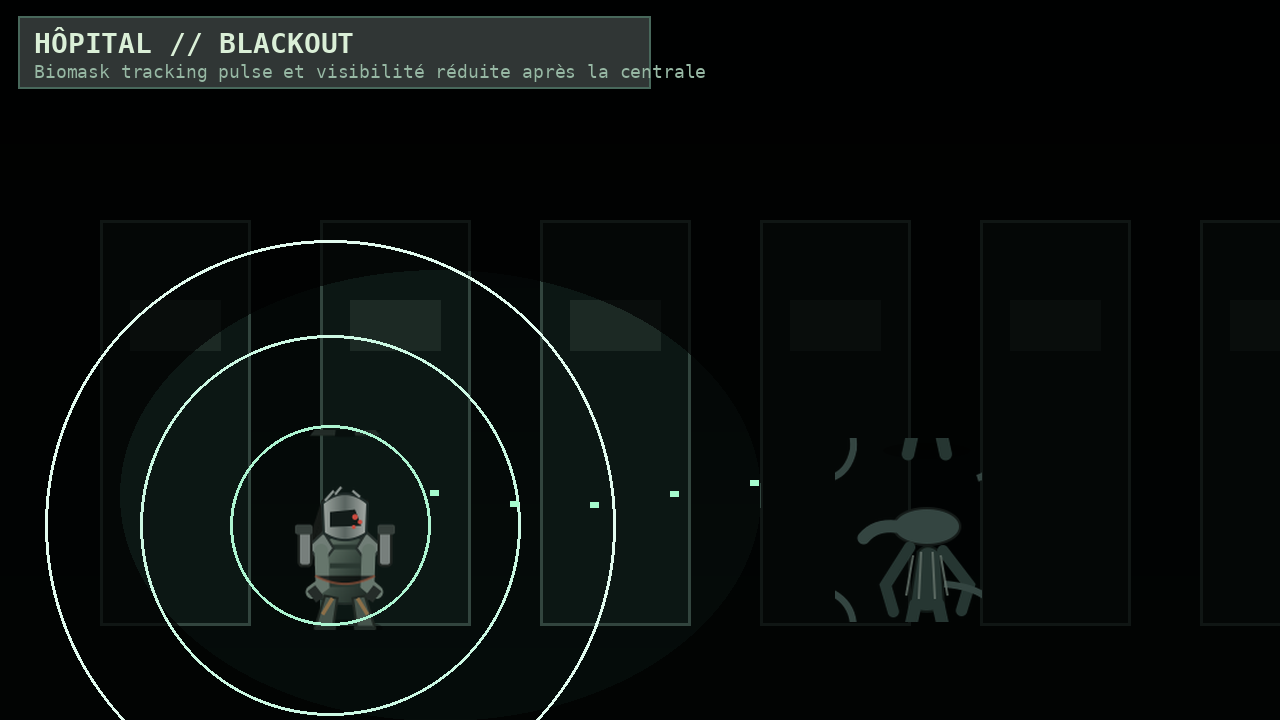 HÔPITAL // BLACKOUT
Biomask tracking pulse et visibilité réduite après la centrale